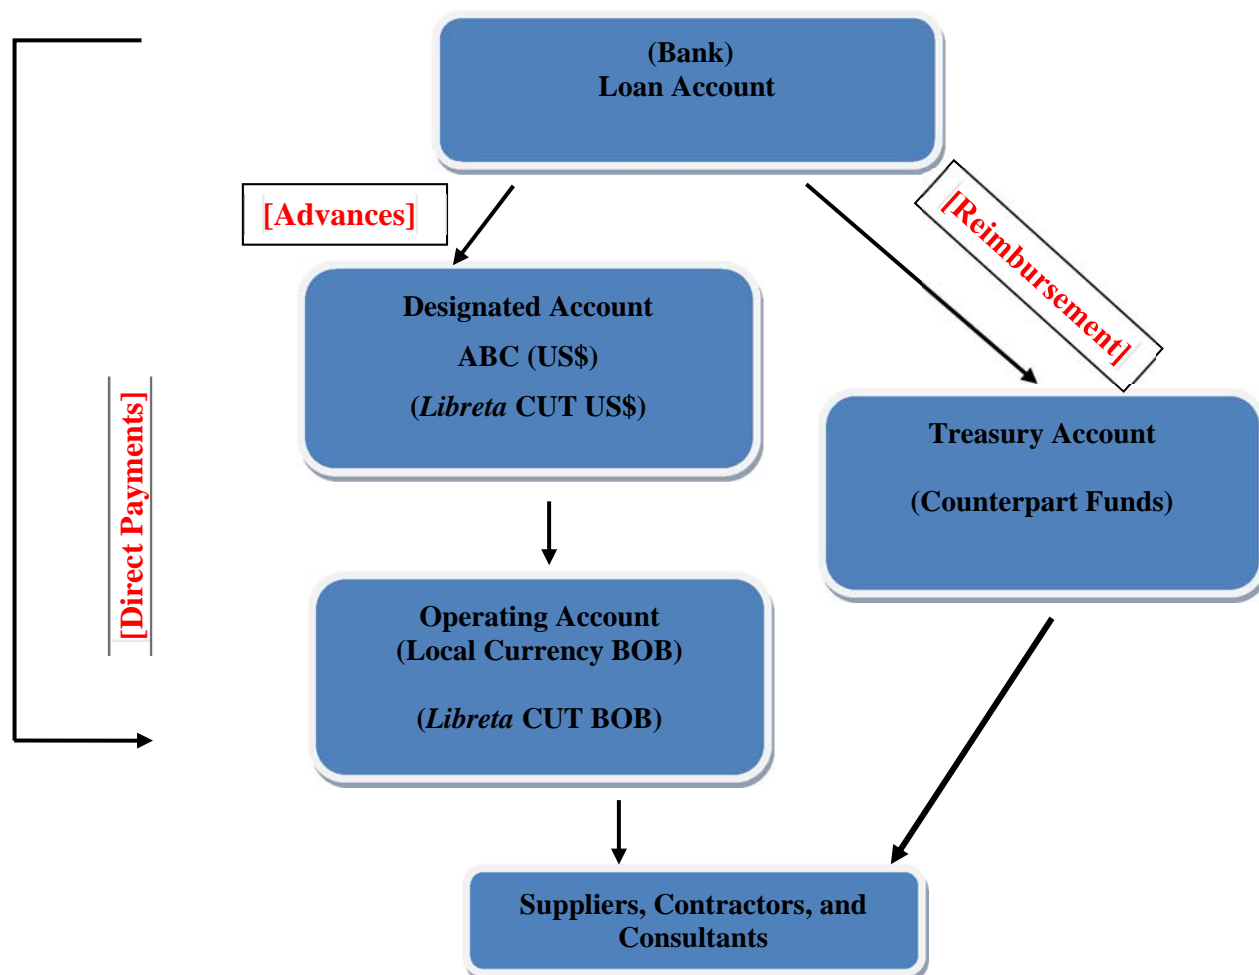 (Bank)
Loan Account
[Advances]
[Reimbursement]
Designated Account
ABC (US$)
(Libreta CUT US$)
Treasury Account
(Counterpart Funds)
[Direct Payments]
Operating Account
(Local Currency BOB)
(Libreta CUT BOB)
Suppliers, Contractors, and
Consultants